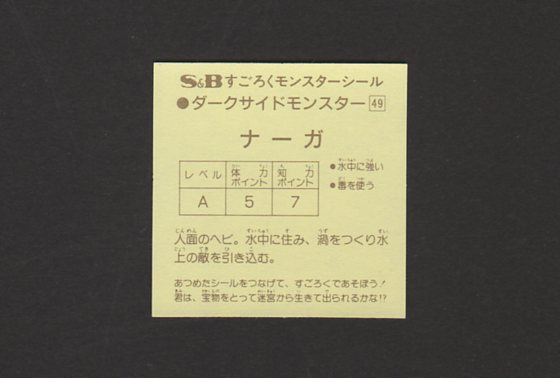 S&Bすごろくモンスターシール
●ダークサイドモンスター 49
ナーガ
レベル 体力ポイント 知力ポイント
A 5 7
●水中に強い
●毒を使う
人面のヘビ。水中に住み、渦をつくり水
上の敵を引き込む。
あつめたシールをつなげて、すごろくであそぼう!
君は、宝物をとって迷宮から生きて出られるかな!?